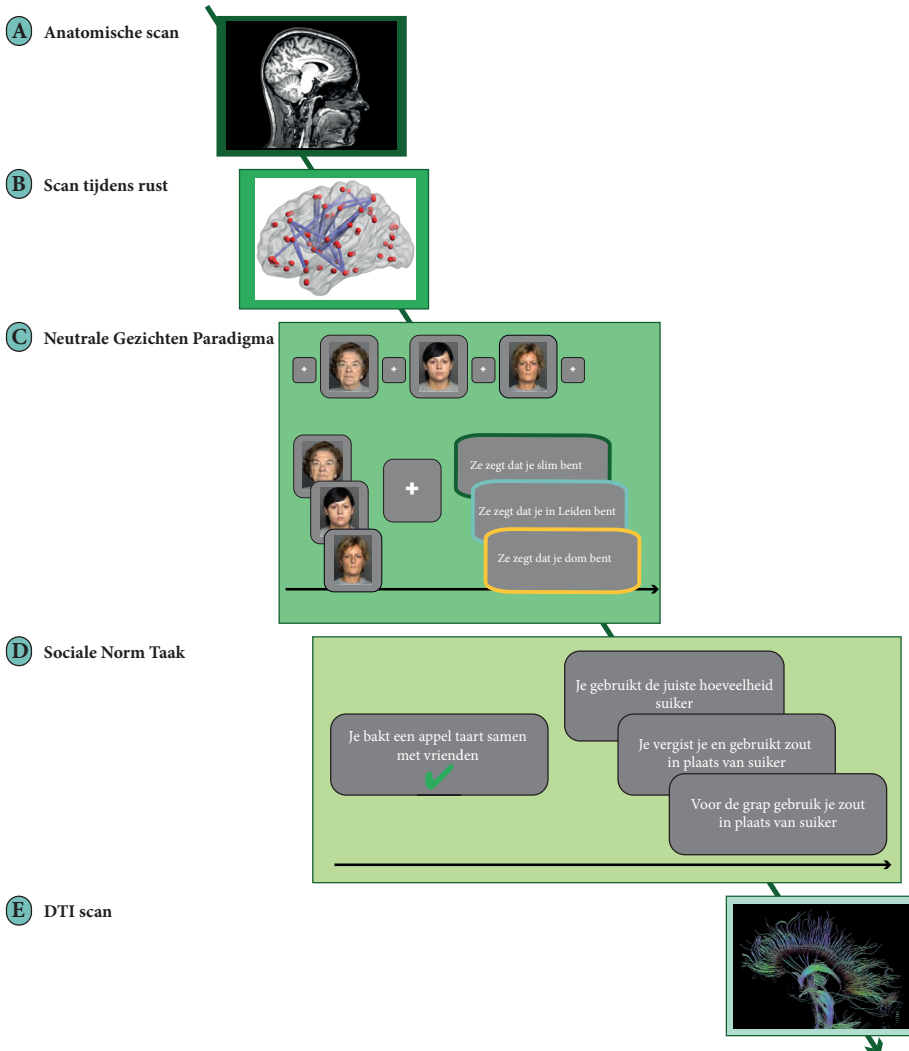 A Anatomische scan
B Scan tijdens rust
C Neutrale Gezichten Paradigma
Ze zegt dat je slim bent
Ze zegt dat je in Leiden bent
Ze zegt dat je dom bent
D Sociale Norm Taak
Je bakt een appel taart samen
met vrienden
Je gebruikt de juiste hoeveelheid
suiker
Je vergist je en gebruikt zout
in plaats van suiker
Voor de grap gebruik je zout
in plaats van suiker
E DTI scan